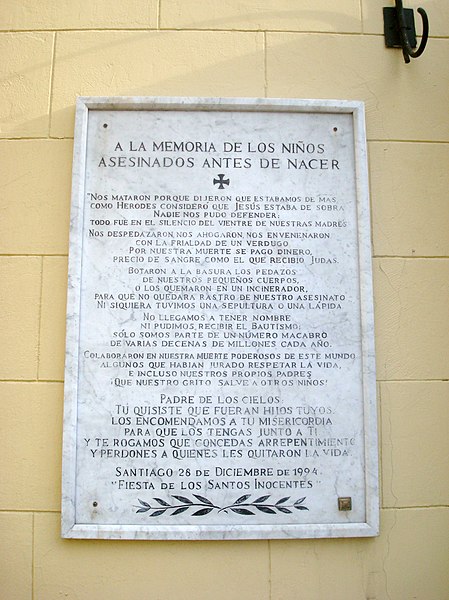 A LA MEMORIA DE LOS NIÑOS
ASESINADOS ANTES DE NACER
"NOS MATARON PORQUE DIJERON QUE ESTABAMOS DE MAS,
COMO HERODES CONSIDERÓ QUE JESÚS ESTABA DE SOBRA
NADIE NOS PUDO DEFENDER:
TODO FUÉ EN EL SILENCIO DEL VIENTRE DE NUESTRAS MADRES
NOS DESPEDAZARON, NOS AHOGARON, NOS ENVENENARON
CON LA FRIALDAD DE UN VERDUGO.
POR NUESTRA MUERTE SE PAGO DINERO,
PRECIO DE SANGRE COMO EL QUE RECIBIO JUDAS.
BOTARON A LA BASURA LOS PEDAZOS
DE NUESTROS PEQUEÑOS CUERPOS,
O LOS QUEMARON EN UN INCINERADOR,
PARA QUE NO QUEDARA RASTRO DE NUESTRO ASESINATO
NI SIQUIERA TUVIMOS UNA SEPULTURA O UNA LÁPIDA
NO LLEGAMOS A TENER NOMBRE
NI PUDIMOS RECIBIR EL BAUTISMO:
SÓLO SOMOS PARTE DE UN NÚMERO MACABRO
DE VARIAS DECENAS DE MILLONES CADA AÑO.
COLABORARON EN NUESTRA MUERTE PODEROSOS DE ESTE MUNDO
ALGUNOS QUE HABIAN JURADO RESPETAR LA VIDA,
E INCLUSO NUESTROS PROPIOS PADRES
¡QUE NUESTRO GRITO SALVE A OTROS NIÑOS!
PADRE DE LOS CIELOS:
TÚ QUISISTE QUE FUERAN HIJOS TUYOS.
LOS ENCOMENDAMOS A TU MISERICORDIA
PARA QUE LOS TENGAS JUNTO A TI
Y TE ROGAMOS QUE CONCEDAS ARREPENTIMIENTO
Y PERDONES A QUIENES LES QUITARON LA VIDA
SANTIAGO 28 DE DICIEMBRE DE 1994
"FIESTA DE LOS SANTOS INOCENTES"